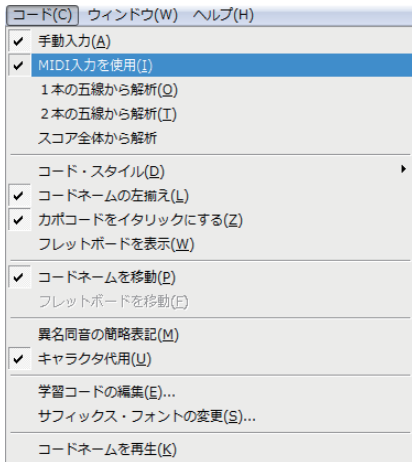 コード(C) ウィンドウ(W) ヘルプ(H)
手動入力(A)
MIDI入力を使用(I)
1本の五線から解析(O)
2本の五線から解析(T)
スコア全体から解析
コード・スタイル(D)
コードネームの左揃え(L)
カポコードをイタリックにする(Z)
フレットボードを表示(W)
コードネームを移動(P)
フレットボードを移動(F)
異名同音の簡略表記(M)
キャラクタ代用(U)
学習コードの編集(E)...
サフィックス・フォントの変更(S)...
コードネームを再生(K)